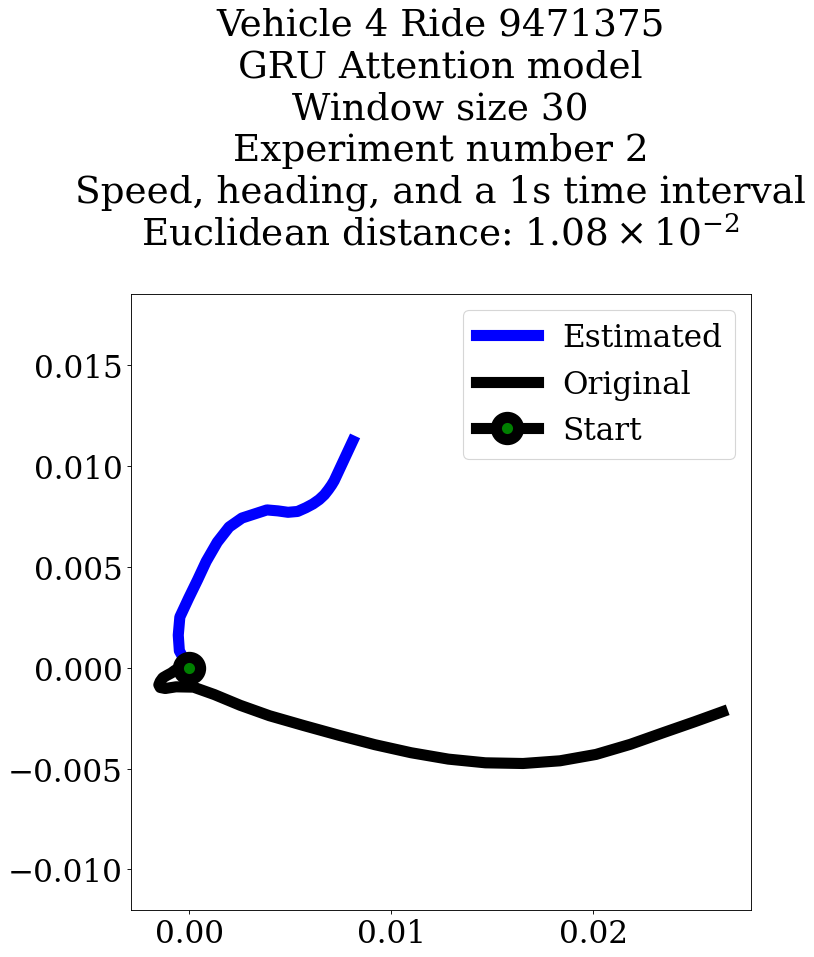 Vehicle 4 Ride 9471375
GRU Attention model
Window size 30
Experiment number 2
Speed, heading, and a 1s time interval
Euclidean distance: 1.08 × 10⁻²
Estimated
Original
Start
0.015
0.010
0.005
0.000
−0.005
−0.010
0.00 0.01 0.02